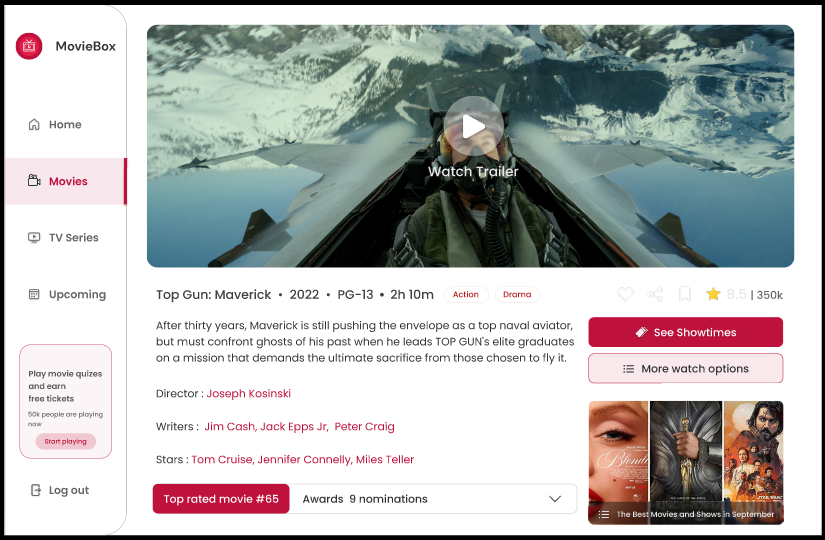 MovieBox
Home
Movies
TV Series
Upcoming
Play movie quizes
and earn
free tickets
50k people are playing
now
Start playing
Log out
Watch Trailer
Top Gun: Maverick • 2022 • PG-13 • 2h 10m Action Drama
8.5 | 350k
After thirty years, Maverick is still pushing the envelope as a top naval aviator,
but must confront ghosts of his past when he leads TOP GUN's elite graduates
on a mission that demands the ultimate sacrifice from those chosen to fly it.
Director : Joseph Kosinski
Writers : Jim Cash, Jack Epps Jr, Peter Craig
Stars : Tom Cruise, Jennifer Connelly, Miles Teller
Top rated movie #65 Awards 9 nominations
See Showtimes
More watch options
Blonde
STAR WARS
The Best Movies and Shows in September